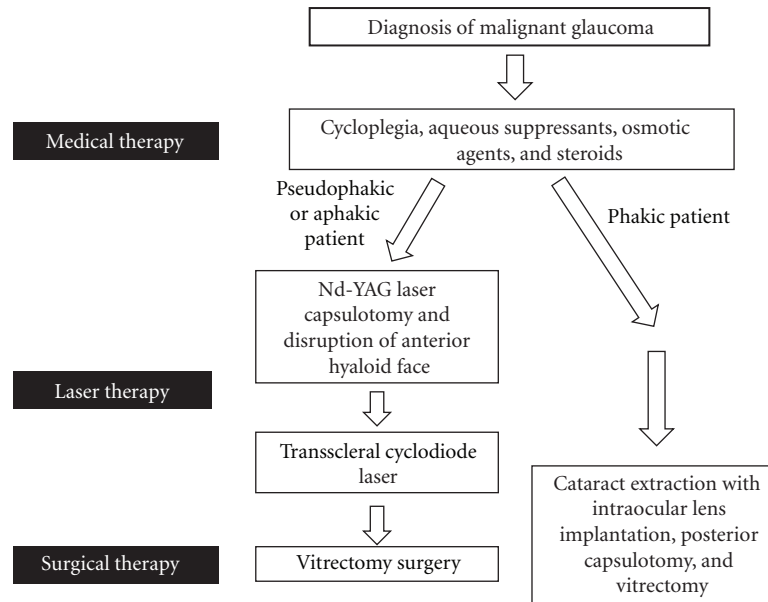 Diagnosis of malignant glaucoma
Medical therapy
Cycloplegia, aqueous suppressants, osmotic
agents, and steroids
Pseudophakic
or aphakic
patient
Phakic patient
Nd-YAG laser
capsulotomy and
disruption of anterior
hyaloid face
Laser therapy
Transscleral cyclodiode
laser
Cataract extraction with
intraocular lens
implantation, posterior
capsulotomy, and
vitrectomy
Surgical therapy
Vitrectomy surgery